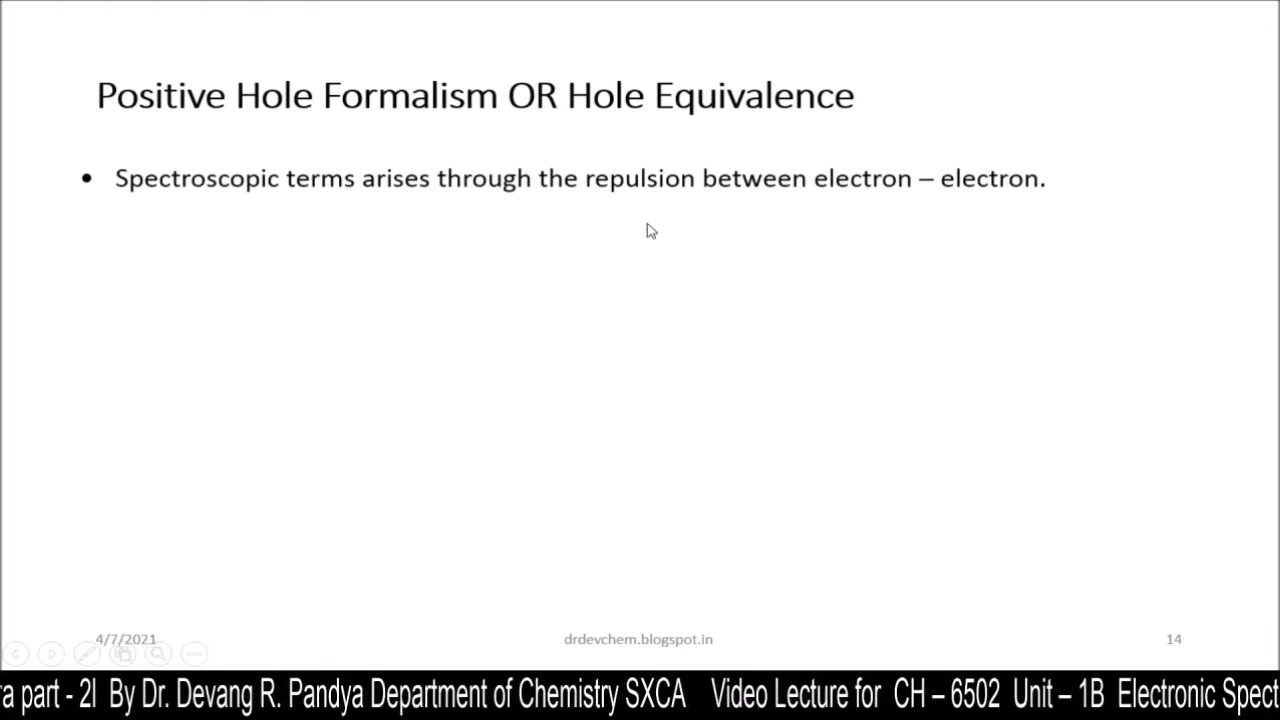 Positive Hole Formalism OR Hole Equivalence
• Spectroscopic terms arises through the repulsion between electron – electron.
4/7/2021 drdevchem.blogspot.in 14
ra part - 2l By Dr. Devang R. Pandya Department of Chemistry SXCA Video Lecture for CH – 6502 Unit – 1B Electronic Spect